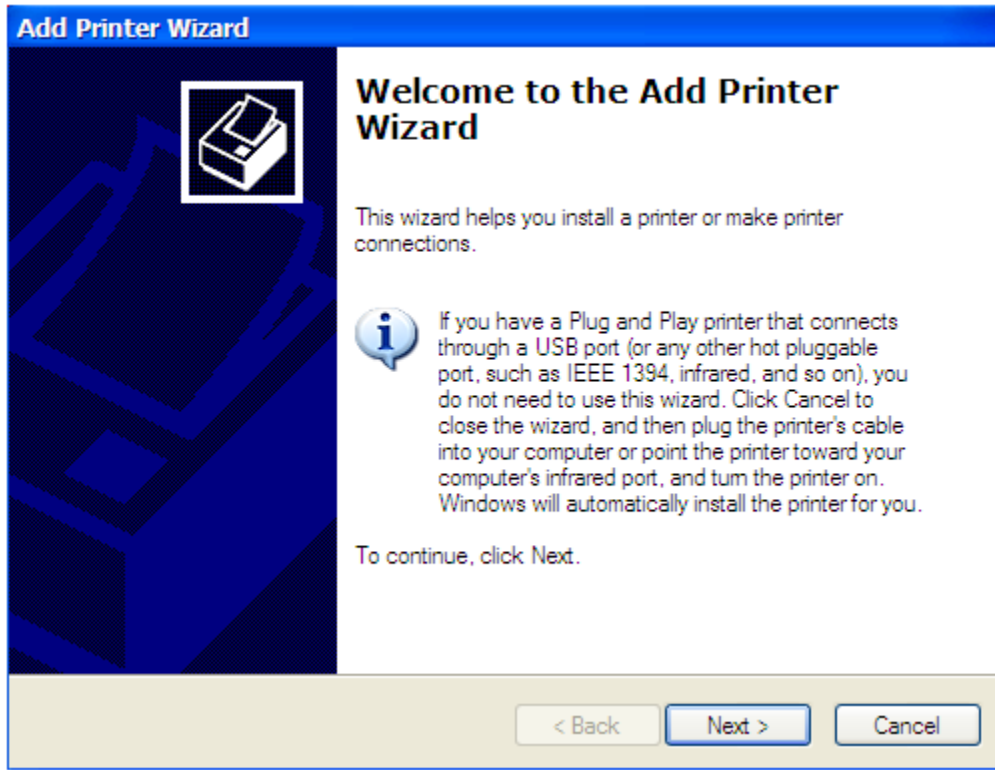 Add Printer Wizard
Welcome to the Add Printer
Wizard
This wizard helps you install a printer or make printer
connections.
If you have a Plug and Play printer that connects
through a USB port (or any other hot pluggable
port, such as IEEE 1394, infrared, and so on), you
do not need to use this wizard. Click Cancel to
close the wizard, and then plug the printer's cable
into your computer or point the printer toward your
computer's infrared port, and turn the printer on.
Windows will automatically install the printer for you.
To continue, click Next.
< Back Next > Cancel